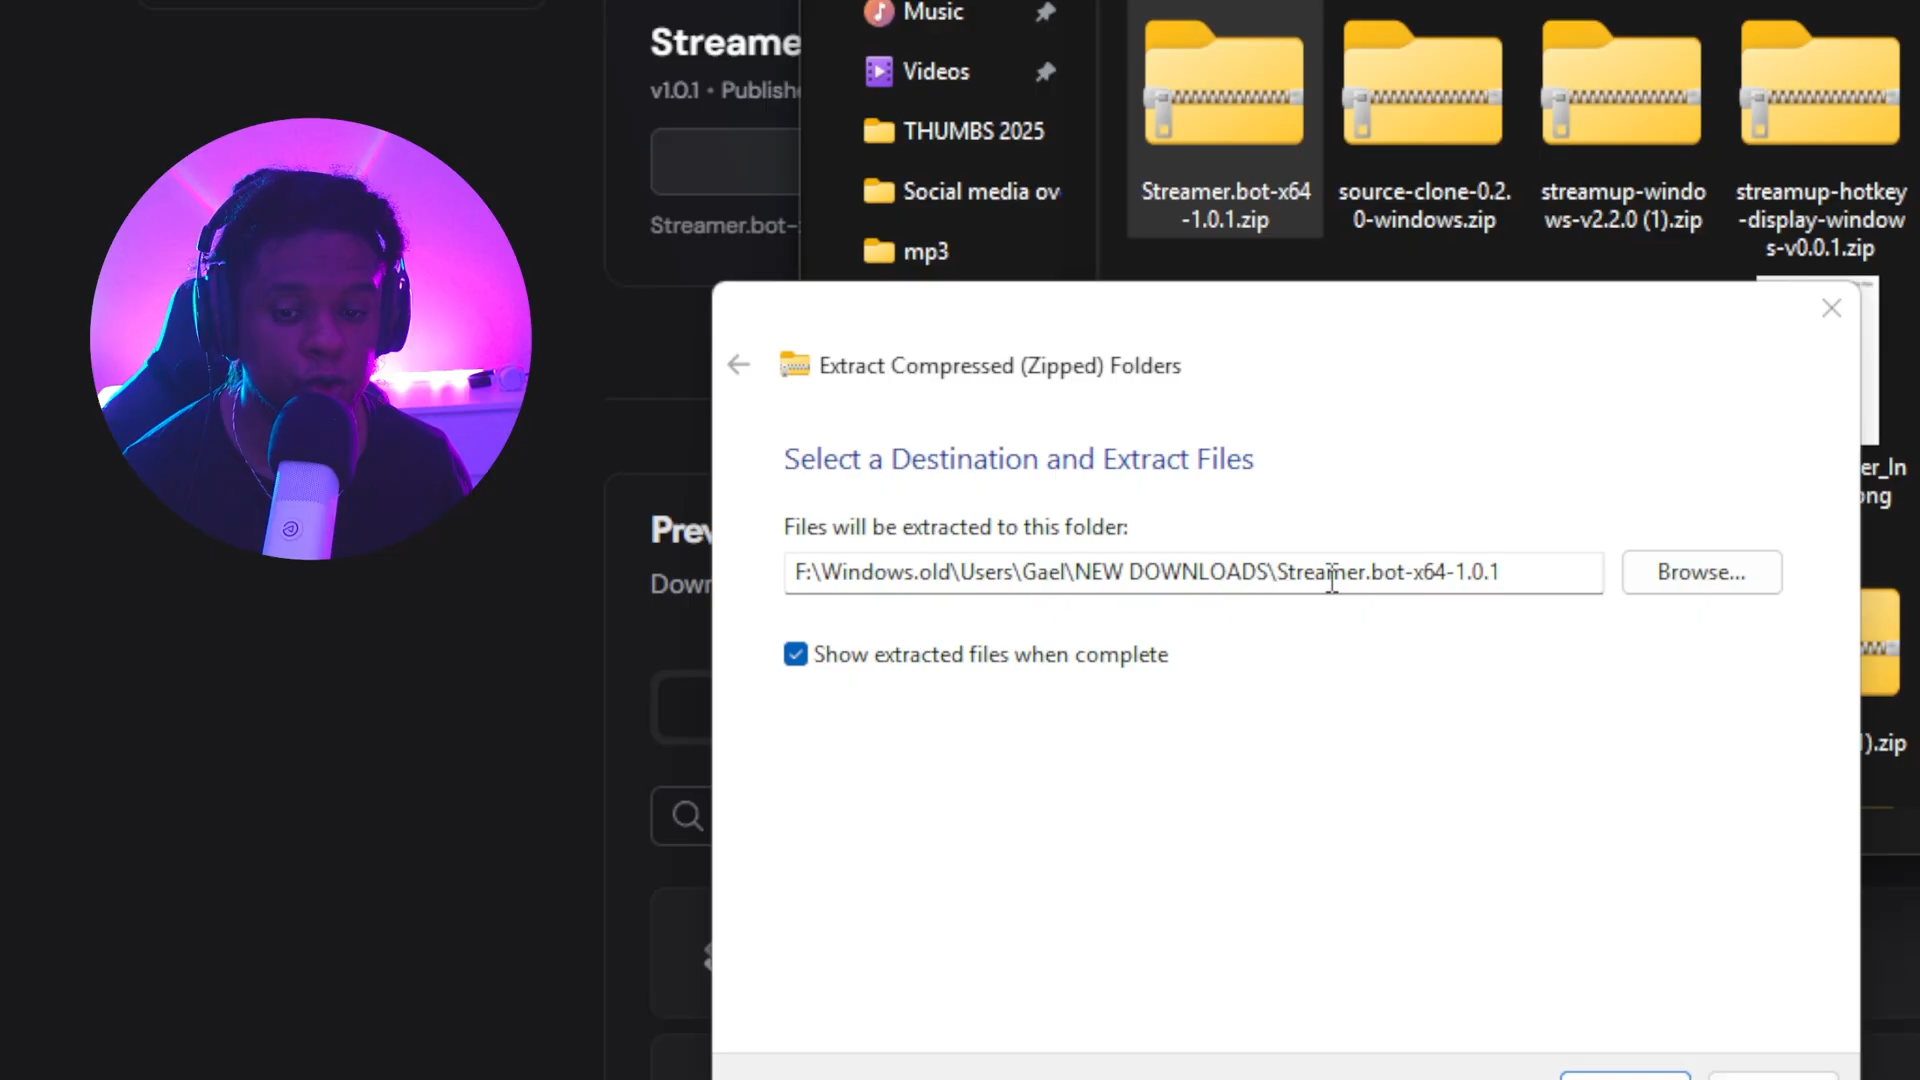 Streame
v1.0.1 • Publishe
Streamer.bot-
Prev
Down
Music
Videos
THUMBS 2025
Social media ov
mp3
Streamer.bot-x64
-1.0.1.zip
source-clone-0.2.
0-windows.zip
streamup-windo
ws-v2.2.0 (1).zip
streamup-hotkey
-display-window
s-v0.0.1.zip
er_In
ong
).zip
Extract Compressed (Zipped) Folders
Select a Destination and Extract Files
Files will be extracted to this folder:
F:\Windows.old\Users\Gael\NEW DOWNLOADS\Streamer.bot-x64-1.0.1
Browse...
Show extracted files when complete